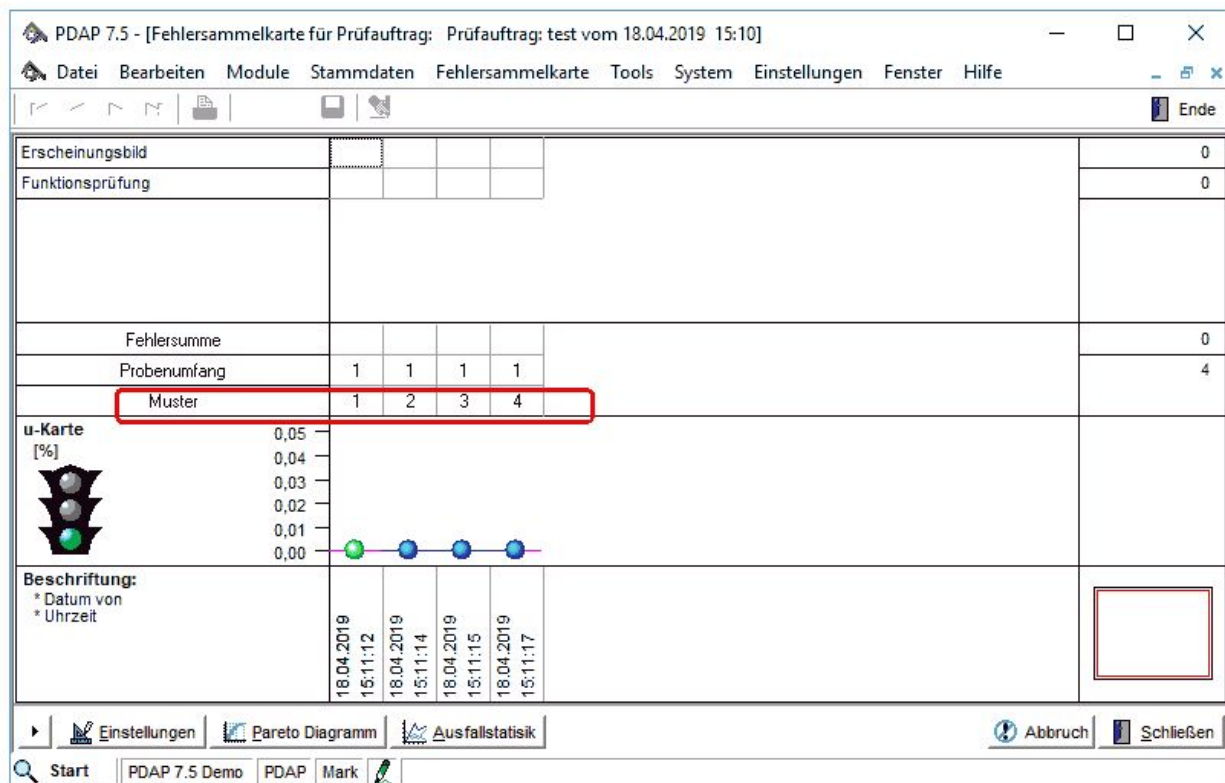 PDAP 7.5 - [Fehlersammelkarte für Prüfauftrag: Prüfauftrag: test vom 18.04.2019 15:10]
Datei Bearbeiten Module Stammdaten Fehlersammelkarte Tools System Einstellungen Fenster Hilfe
Ende
Erscheinungsbild 0
Funktionsprüfung 0
Fehlersumme 0
Probenumfang 1 1 1 1 4
Muster 1 2 3 4
u-Karte
[%]
0,05
0,04
0,03
0,02
0,01
0,00
Beschriftung:
* Datum von
* Uhrzeit
18.04.2019
15:11:12
18.04.2019
15:11:14
18.04.2019
15:11:15
18.04.2019
15:11:17
Einstellungen Pareto Diagramm Ausfallstatisik Abbruch Schließen
Start PDAP 7.5 Demo PDAP Mark